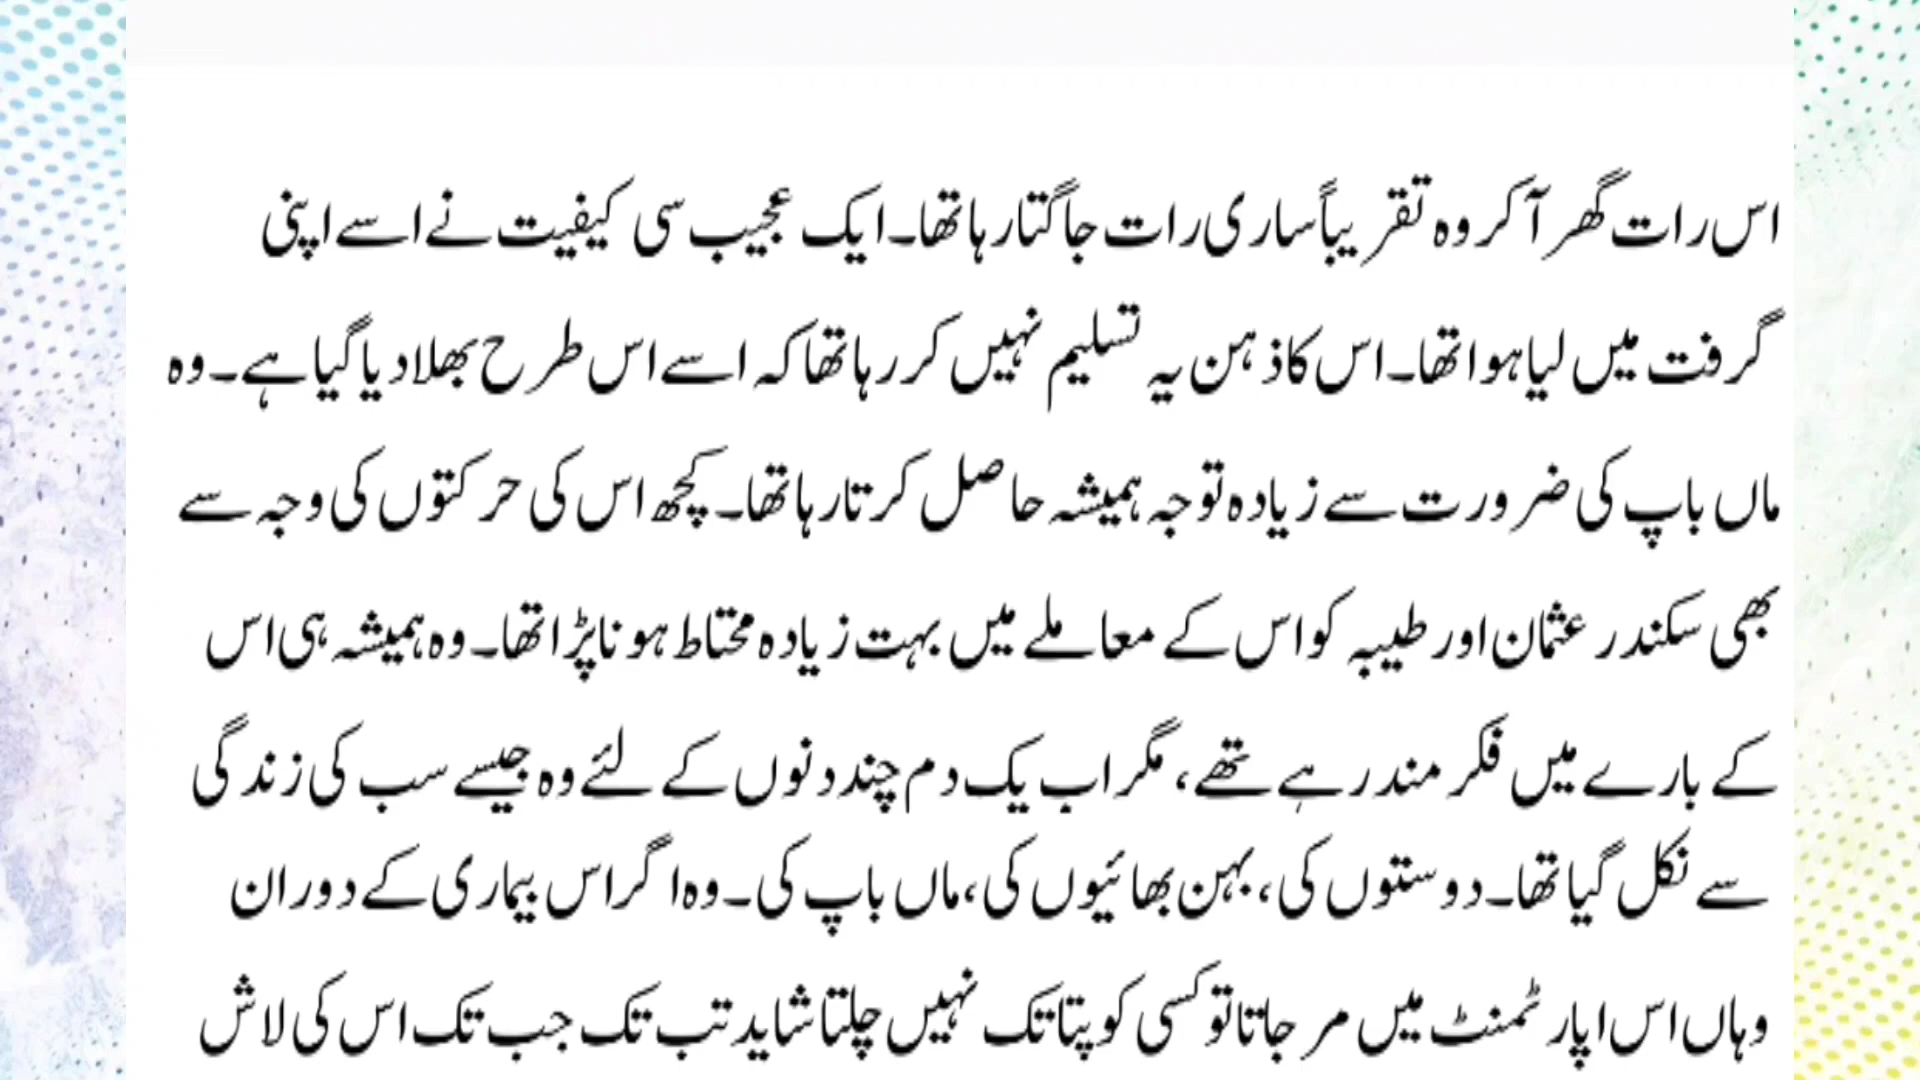 اس رات گھر آ کر وہ تقریباً ساری رات جاگتا رہا تھا۔ ایک عجیب سی کیفیت نے اسے اپنی
گرفت میں لیا ہوا تھا۔ اس کا ذہن یہ تسلیم نہیں کر رہا تھا کہ اسے اس طرح بھلا دیا گیا ہے۔ وہ
ماں باپ کی ضرورت سے زیادہ توجہ ہمیشہ حاصل کرتا رہا تھا۔ کچھ اس کی حرکتوں کی وجہ سے
بھی سکندر عثمان اور طیبہ کو اس کے معاملے میں بہت زیادہ محتاط ہونا پڑا تھا۔ وہ ہمیشہ ہی اس
کے بارے میں فکر مند رہے تھے، مگر اب یک دم چند دنوں کے لئے وہ جیسے سب کی زندگی
سے نکل گیا تھا۔ دوستوں کی، بہن بھائیوں کی، ماں باپ کی۔ وہ اگر اس بیماری کے دوران
وہاں اس اپارٹمنٹ میں مر جاتا تو کسی کو پتا تک نہیں چلتا شاید تب تک جب تک اس کی لاش